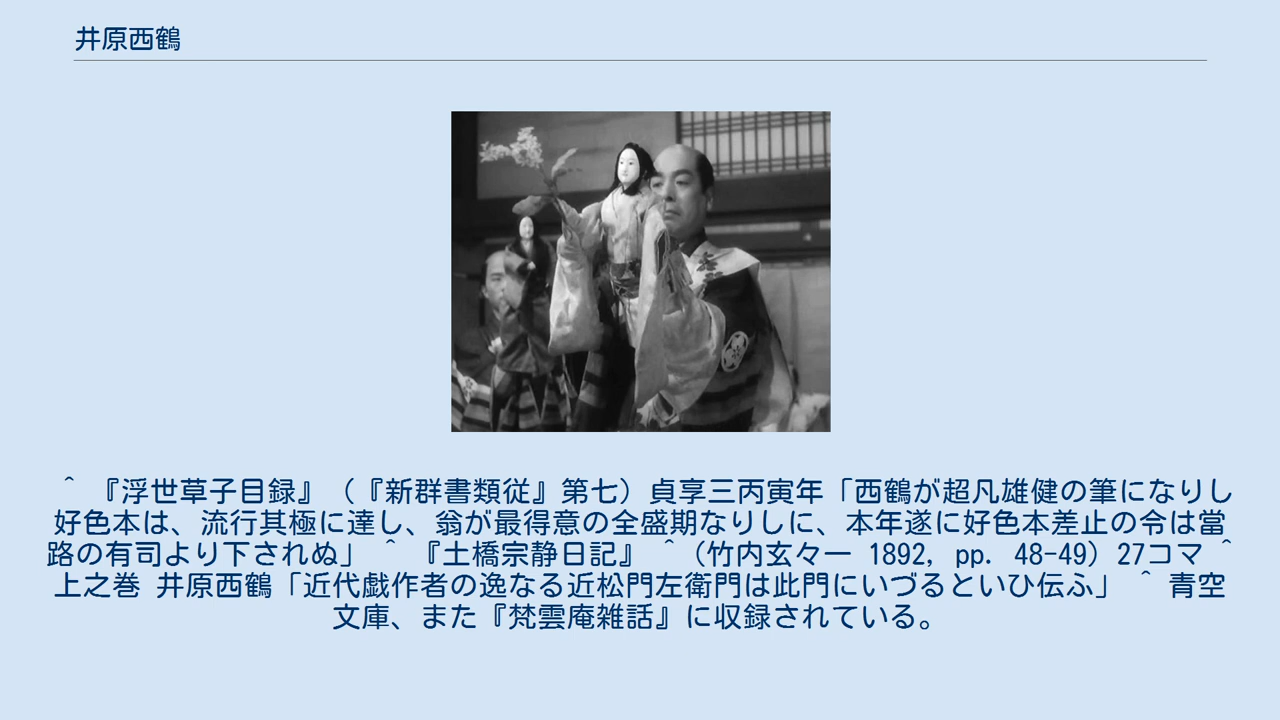 井原西鶴
^ 『浮世草子目録』（『新群書類従』第七）貞享三丙寅年「西鶴が超凡雄健の筆になりし
好色本は、流行其極に達し、翁が最得意の全盛期なりしに、本年遂に好色本差止の令は當
路の有司より下されぬ」 ^ 『土橋宗静日記』 ^ （竹内玄々一 1892, pp. 48-49）27コマ ^
上之巻 井原西鶴「近代戯作者の逸なる近松門左衛門は此門にいづるといひ伝ふ」 ^ 青空
文庫、また『梵雲庵雑話』に収録されている。